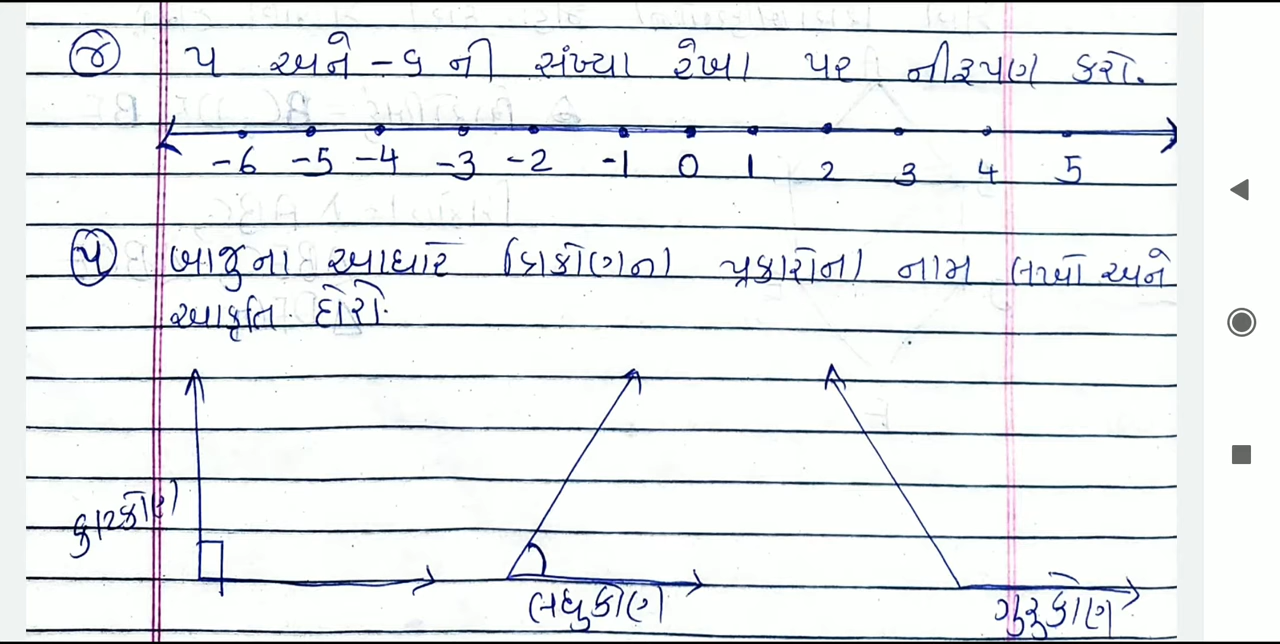 ૪ ૫ અને -૬ ની સંખ્યા રેખા પર નીરૂપણ કરો.
-6 -5 -4 -3 -2 -1 0 1 2 3 4 5
૫ બાજુના આધારે ત્રિકોણના પ્રકારોના નામ લખો અને
આકૃતિ દોરો.
કાટકોણ
લઘુકોણ
ગુરુકોણ